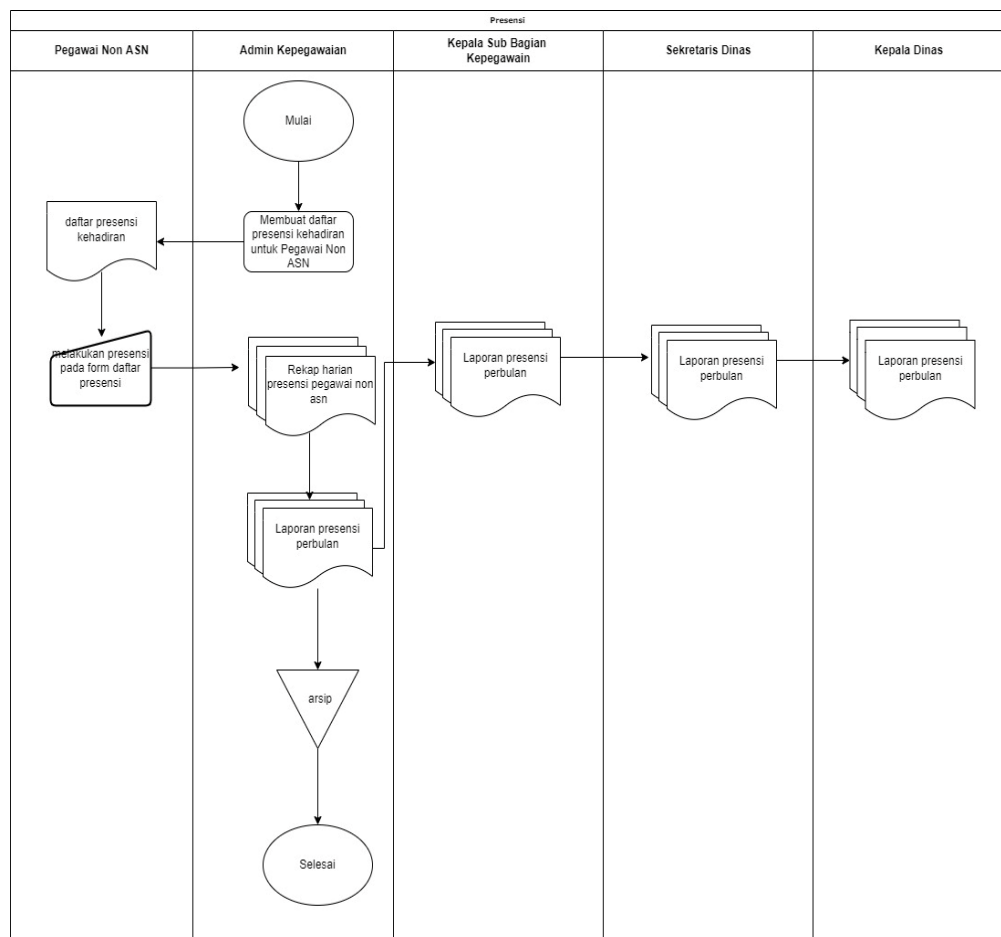 Presensi
Pegawai Non ASN
Admin Kepegawaian
Kepala Sub Bagian
Kepegawain
Sekretaris Dinas
Kepala Dinas
Mulai
daftar presensi
kehadiran
Membuat daftar
presensi kehadiran
untuk Pegawai Non
ASN
melakukan presensi
pada form daftar
presensi
Rekap harian
presensi pegawai non
asn
Laporan presensi
perbulan
Laporan presensi
perbulan
Laporan presensi
perbulan
Laporan presensi
perbulan
arsip
Selesai